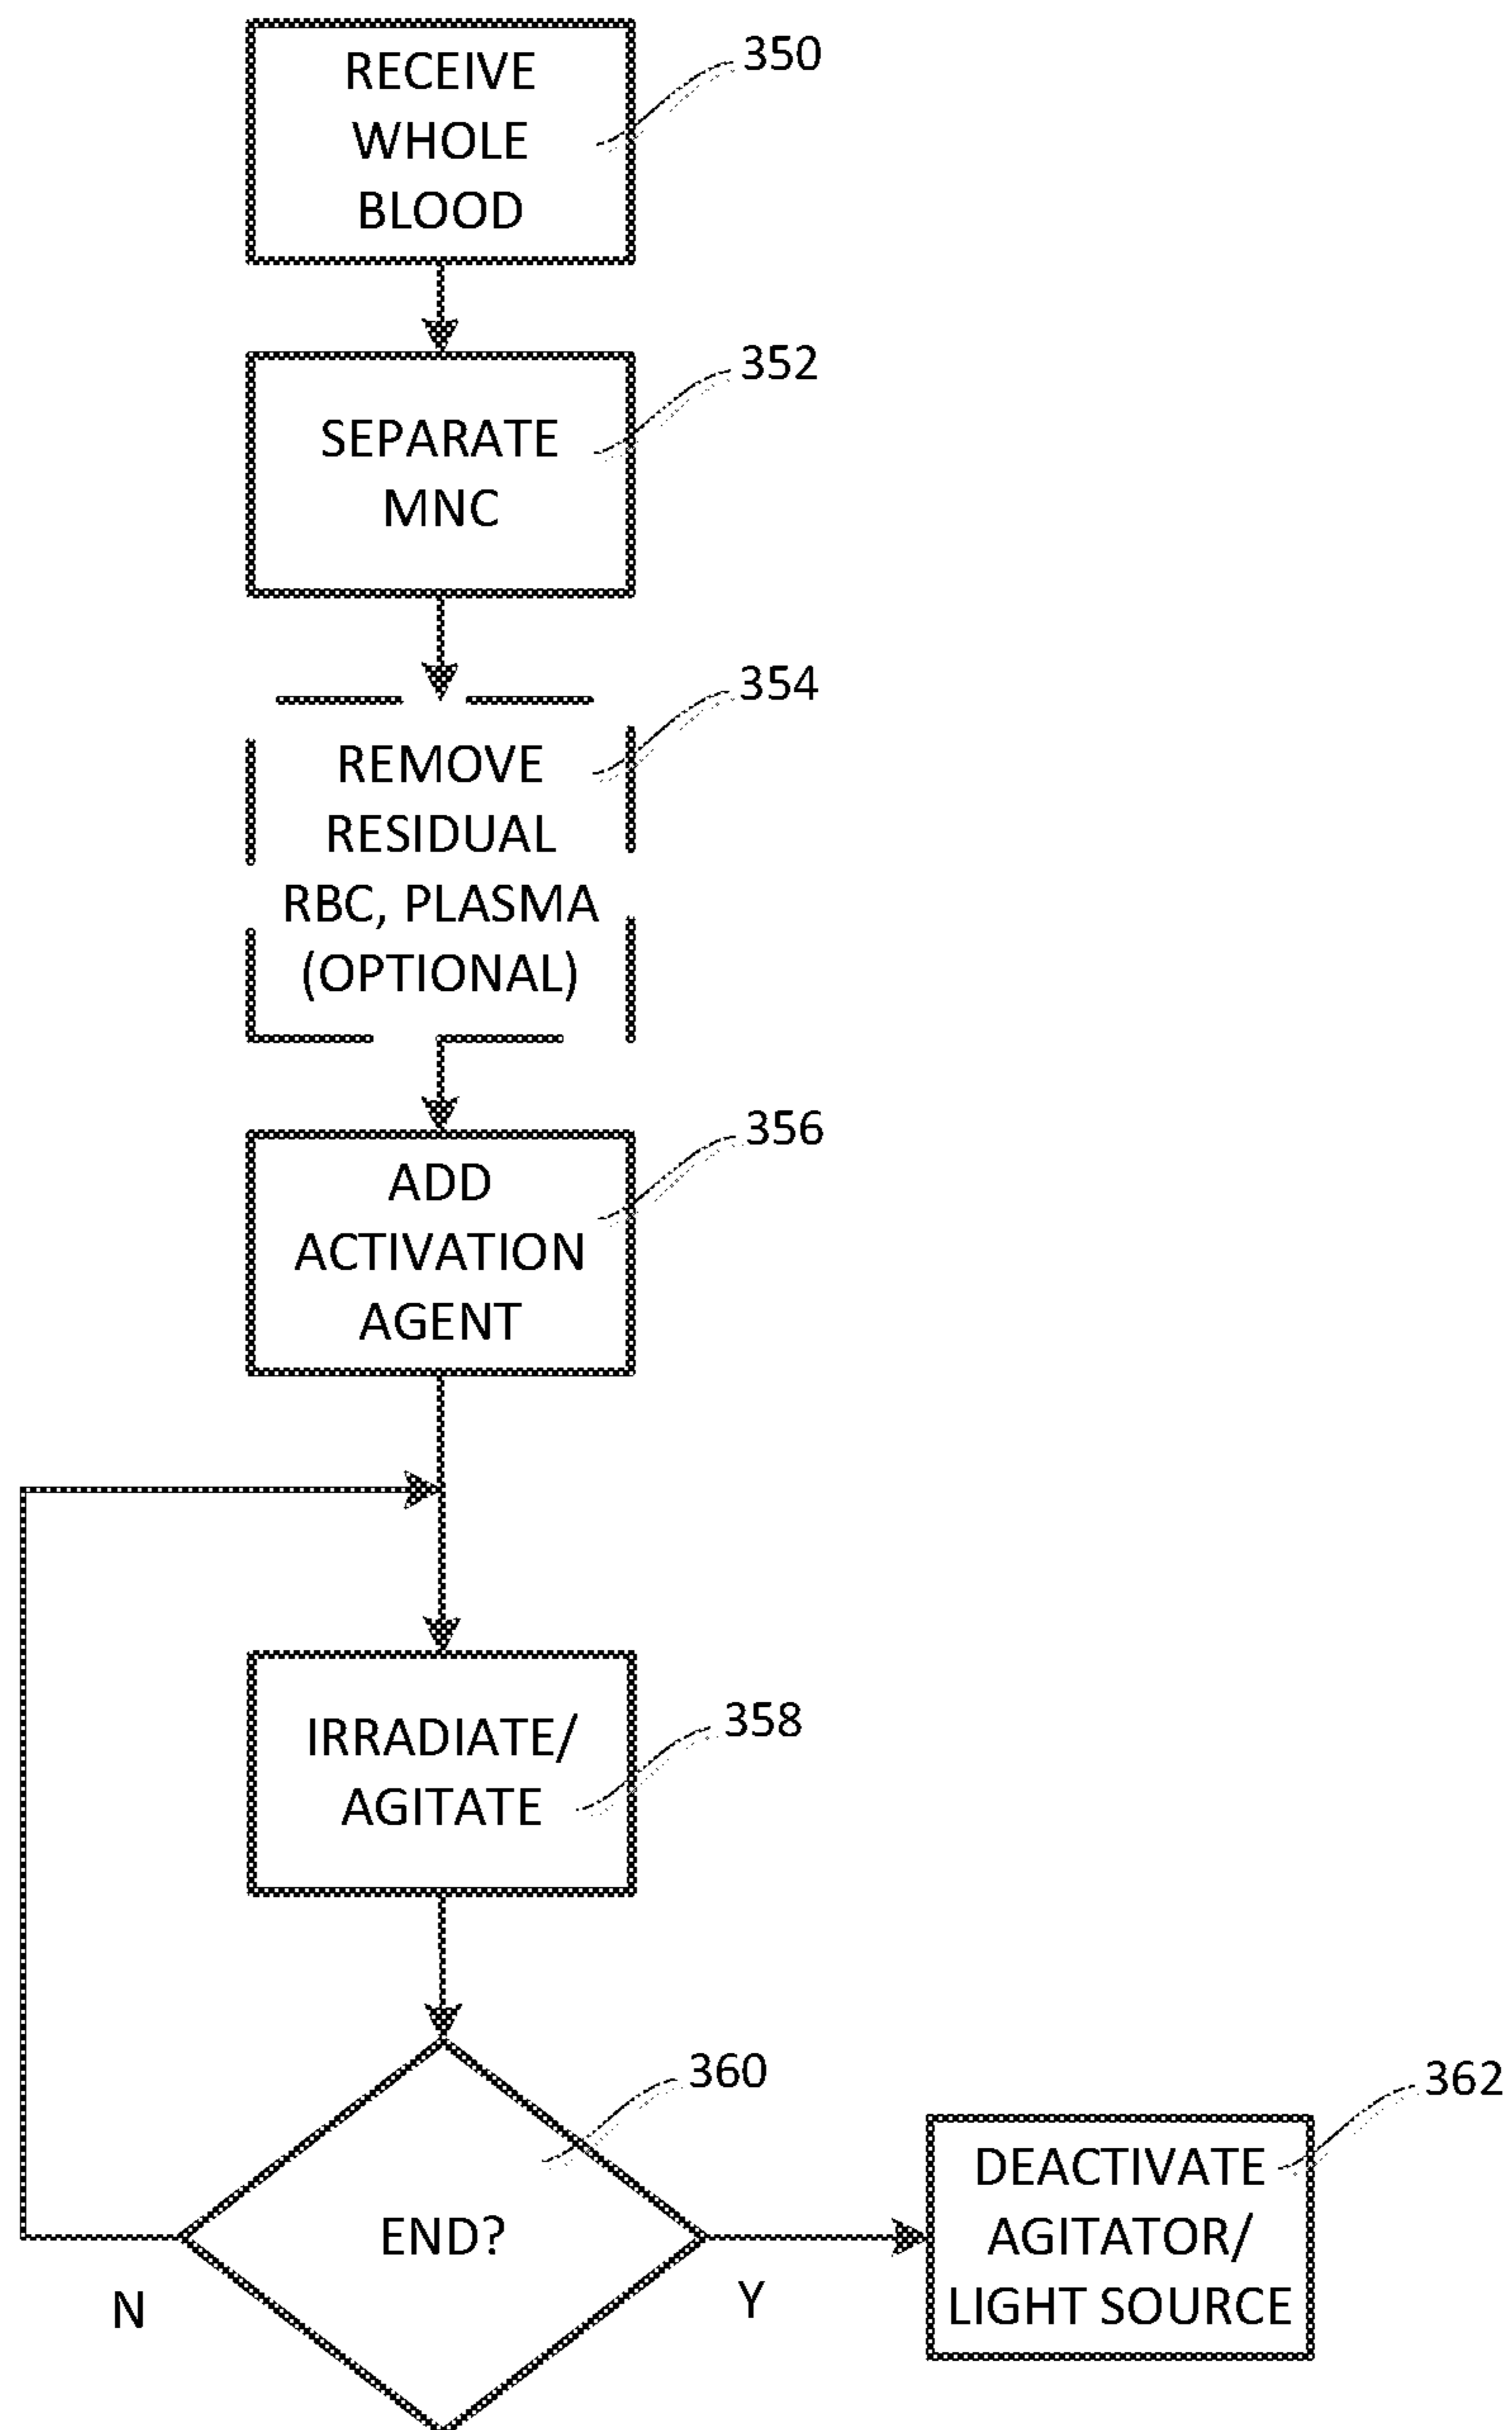 RECEIVE
WHOLE
BLOOD
350
SEPARATE
MNC
352
REMOVE
RESIDUAL
RBC, PLASMA
(OPTIONAL)
354
ADD
ACTIVATION
AGENT
356
IRRADIATE/
AGITATE
358
END?
360
N
Y
DEACTIVATE
AGITATOR/
LIGHT SOURCE
362